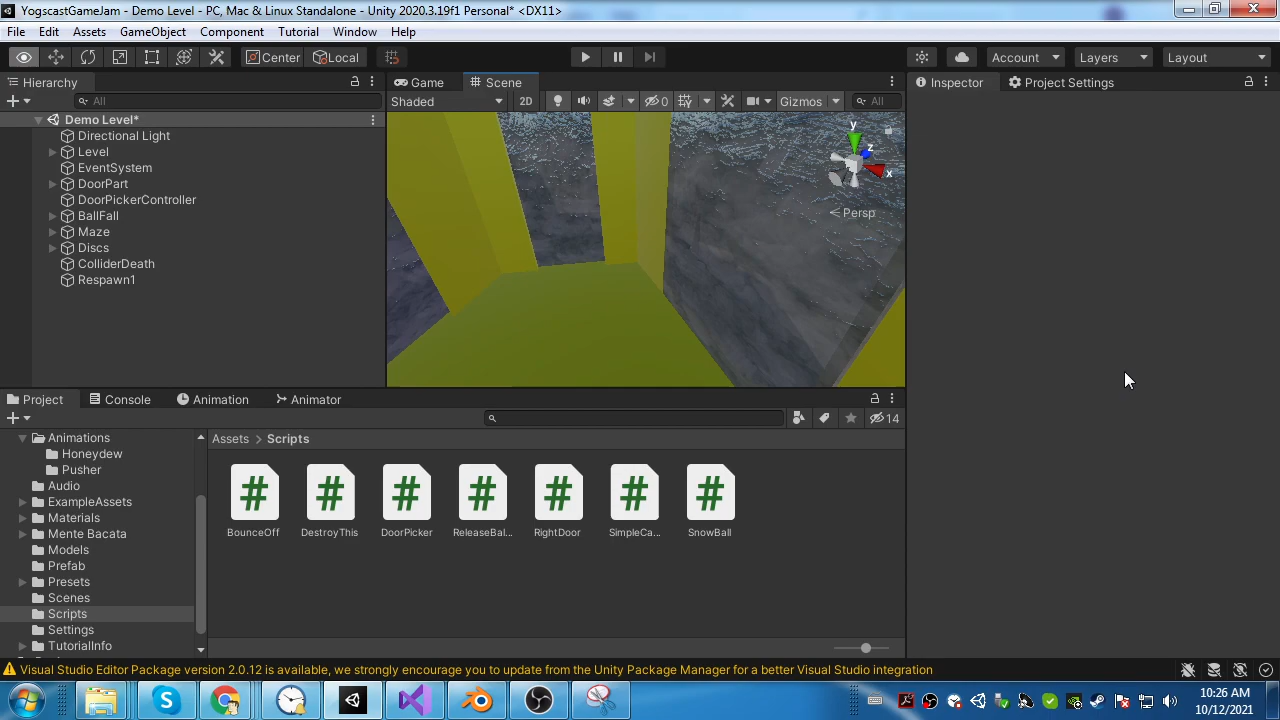 YogscastGameJam - Demo Level - PC, Mac & Linux Standalone - Unity 2020.3.19f1 Personal* <DX11>
File Edit Assets GameObject Component Tutorial Window Help
Center Local Account Layers Layout
Hierarchy Game Scene Inspector Project Settings
All Shaded 2D 0 Gizmos All
Demo Level*
Directional Light
Level
EventSystem
DoorPart
DoorPickerController
BallFall
Maze
Discs
ColliderDeath
Respawn1
y
z
x
Persp
Project Console Animation Animator
14
Animations
Honeydew
Pusher
Audio
ExampleAssets
Materials
Mente Bacata
Models
Prefab
Presets
Scenes
Scripts
Settings
TutorialInfo
Assets > Scripts
# # # # # # #
BounceOff DestroyThis DoorPicker ReleaseBal... RightDoor SimpleCa... SnowBall
Visual Studio Editor Package version 2.0.12 is available, we strongly encourage you to update from the Unity Package Manager for a better Visual Studio integration
10:26 AM
10/12/2021